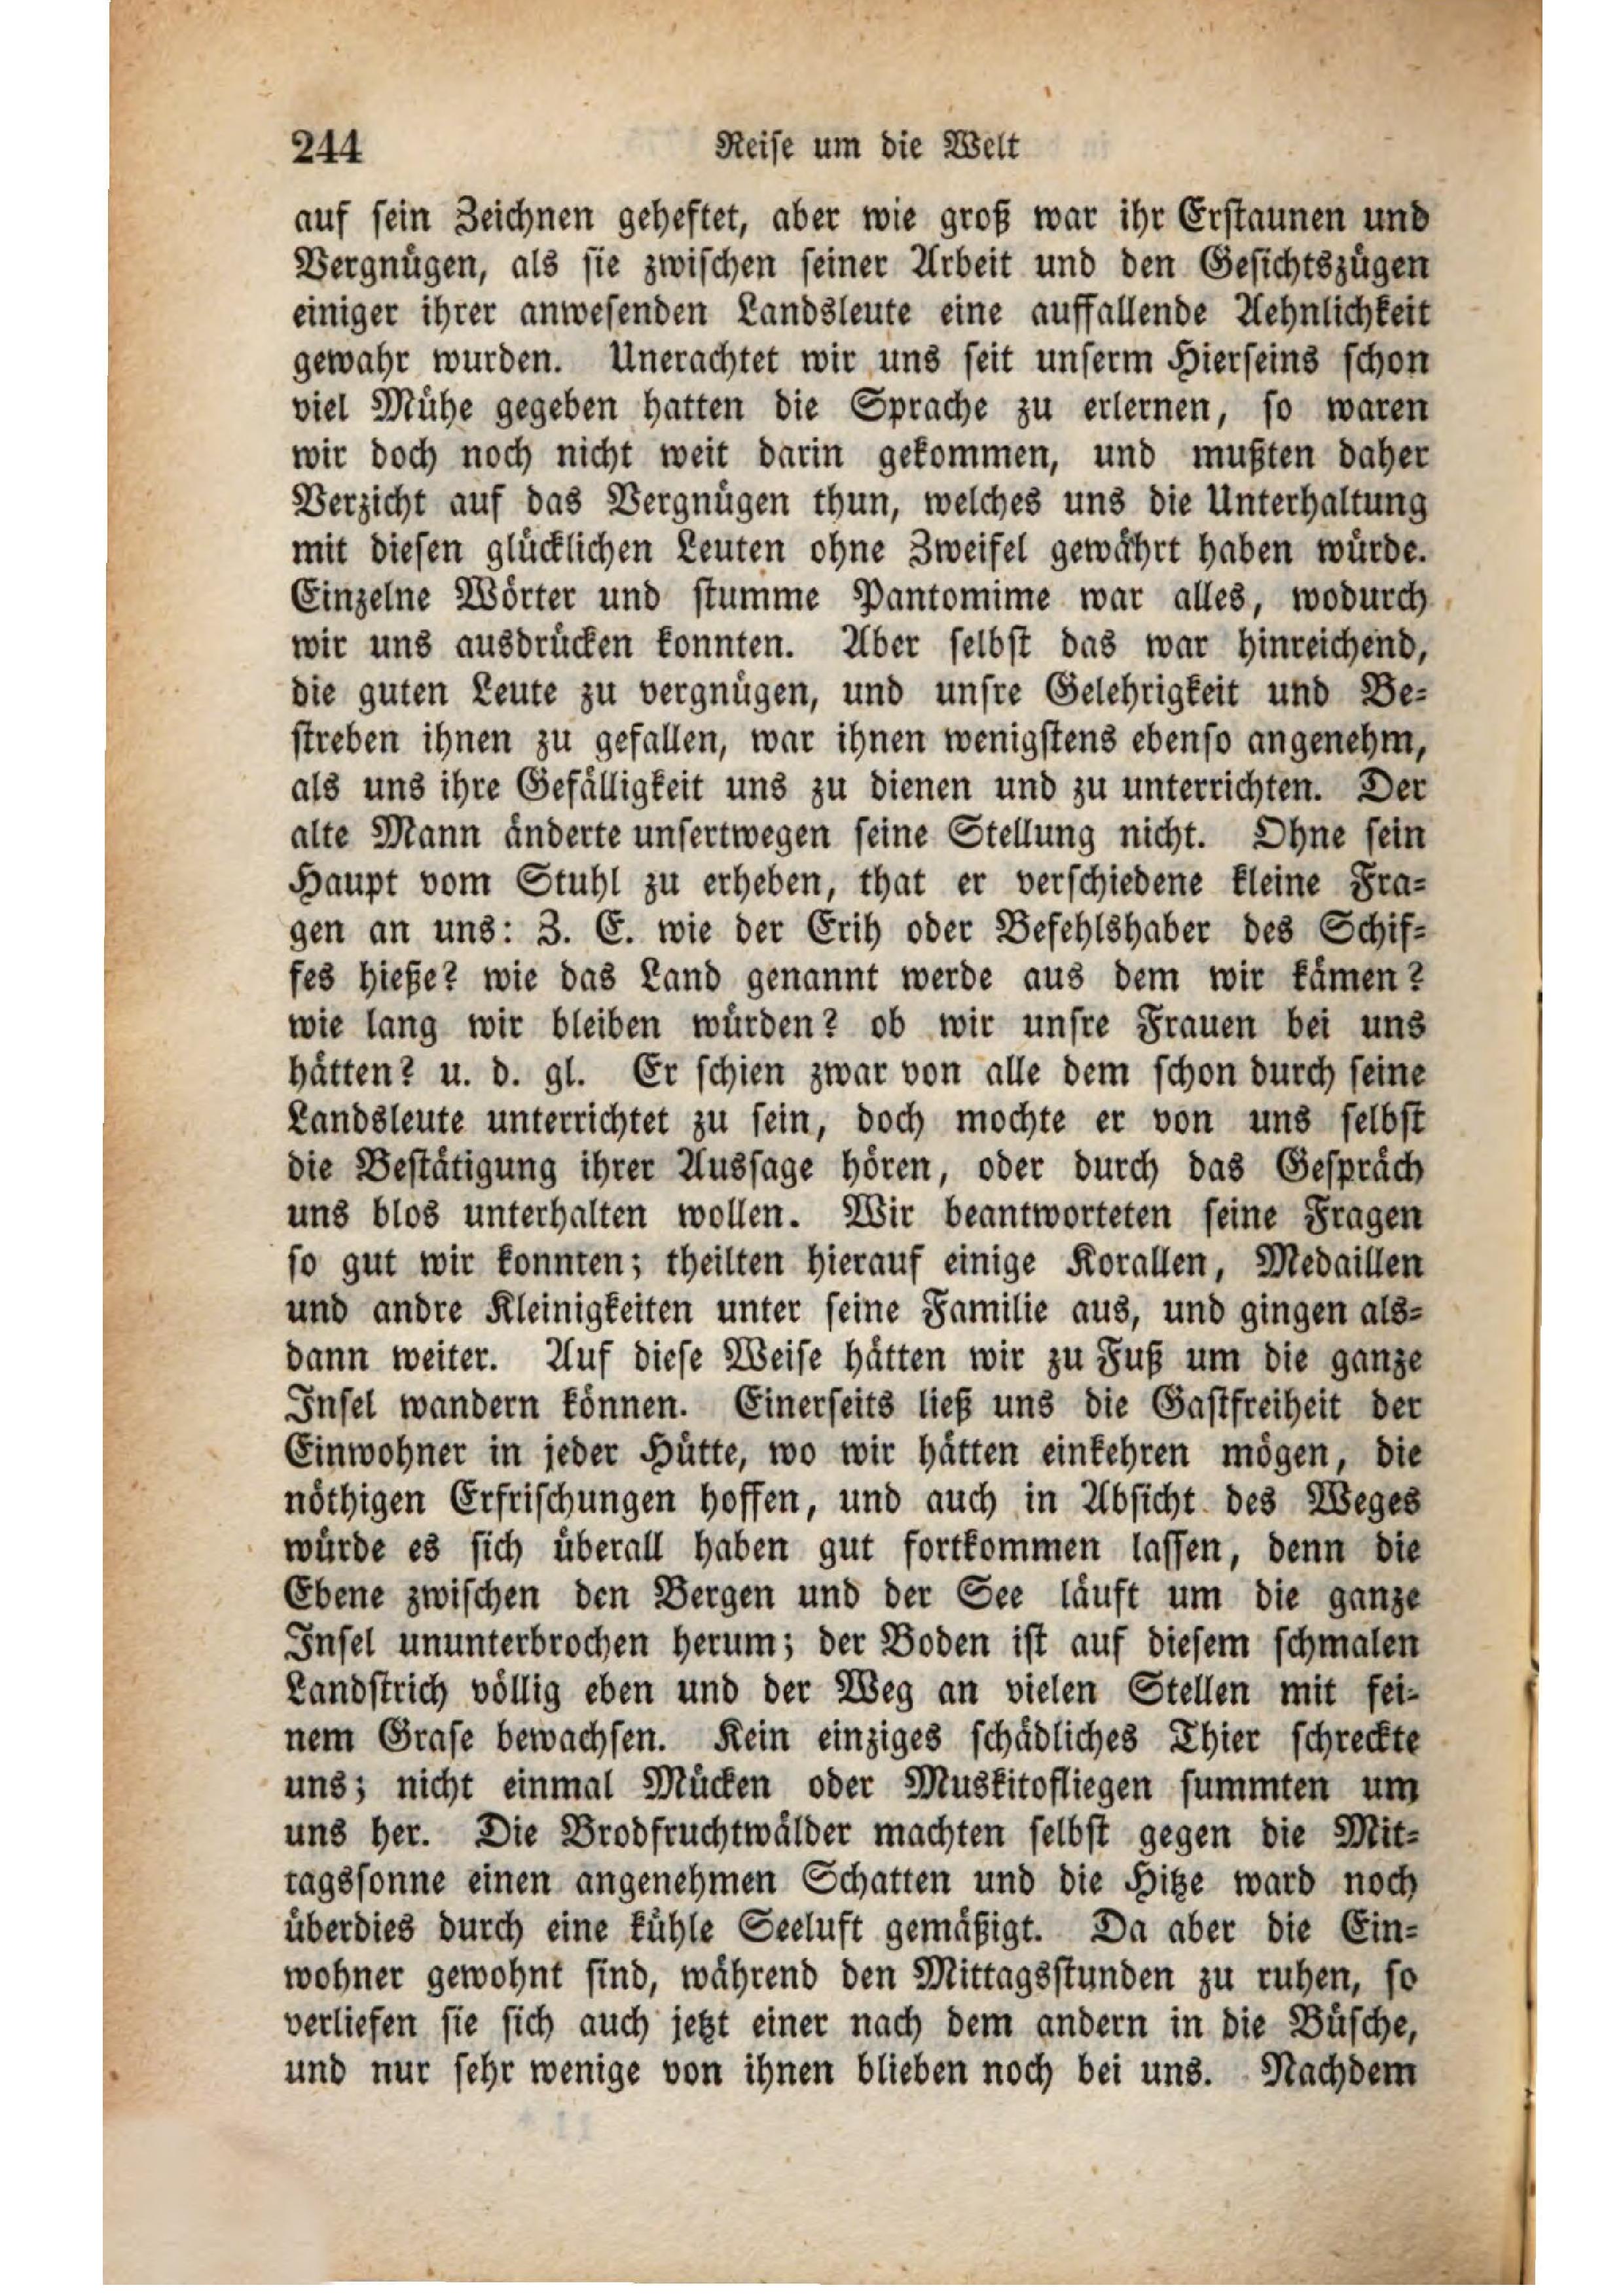 244 Reise um die Welt
auf sein Zeichnen geheftet, aber wie groß war ihr Erstaunen und
Vergnügen, als sie zwischen seiner Arbeit und den Gesichtszügen
einiger ihrer anwesenden Landsleute eine auffallende Aehnlichkeit
gewahr wurden. Unerachtet wir uns seit unserm Hierseins schon
viel Mühe gegeben hatten die Sprache zu erlernen, so waren
wir doch noch nicht weit darin gekommen, und mußten daher
Verzicht auf das Vergnügen thun, welches uns die Unterhaltung
mit diesen glücklichen Leuten ohne Zweifel gewährt haben würde.
Einzelne Wörter und stumme Pantomime war alles, wodurch
wir uns ausdrücken konnten. Aber selbst das war hinreichend,
die guten Leute zu vergnügen, und unsre Gelehrigkeit und Be-
streben ihnen zu gefallen, war ihnen wenigstens ebenso angenehm,
als uns ihre Gefälligkeit uns zu dienen und zu unterrichten. Der
alte Mann änderte unsertwegen seine Stellung nicht. Ohne sein
Haupt vom Stuhl zu erheben, that er verschiedene kleine Fra-
gen an uns: Z. E. wie der Erih oder Befehlshaber des Schif-
fes hieße? wie das Land genannt werde aus dem wir kämen?
wie lang wir bleiben würden? ob wir unsre Frauen bei uns
hätten? u. d. gl. Er schien zwar von alle dem schon durch seine
Landsleute unterrichtet zu sein, doch mochte er von uns selbst
die Bestätigung ihrer Aussage hören, oder durch das Gespräch
uns blos unterhalten wollen. Wir beantworteten seine Fragen
so gut wir konnten; theilten hierauf einige Korallen, Medaillen
und andre Kleinigkeiten unter seine Familie aus, und gingen als-
dann weiter. Auf diese Weise hätten wir zu Fuß um die ganze
Insel wandern können. Einerseits ließ uns die Gastfreiheit der
Einwohner in jeder Hütte, wo wir hätten einkehren mögen, die
nöthigen Erfrischungen hoffen, und auch in Absicht des Weges
würde es sich überall haben gut fortkommen lassen, denn die
Ebene zwischen den Bergen und der See läuft um die ganze
Insel ununterbrochen herum; der Boden ist auf diesem schmalen
Landstrich völlig eben und der Weg an vielen Stellen mit fei-
nem Grase bewachsen. Kein einziges schädliches Thier schreckte
uns; nicht einmal Mücken oder Muskitofliegen summten um
uns her. Die Brodfruchtwälder machten selbst gegen die Mit-
tagssonne einen angenehmen Schatten und die Hitze ward noch
überdies durch eine kühle Seeluft gemäßigt. Da aber die Ein-
wohner gewohnt sind, während den Mittagsstunden zu ruhen, so
verliefen sie sich auch jetzt einer nach dem andern in die Büsche,
und nur sehr wenige von ihnen blieben noch bei uns. Nachdem